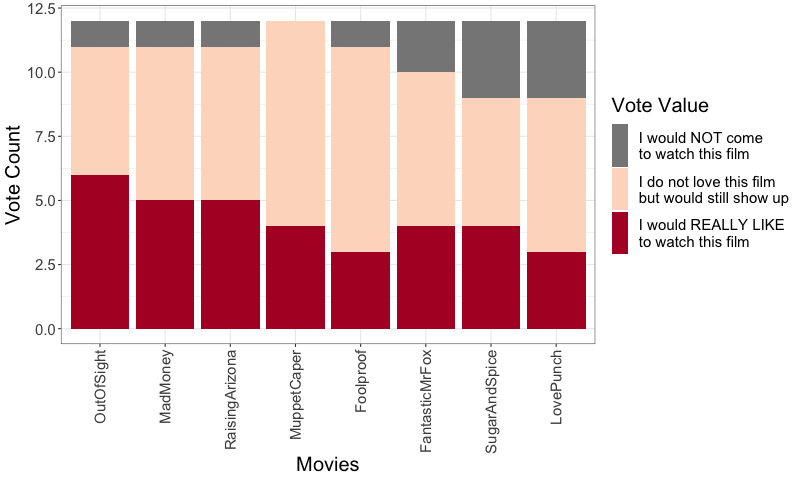 12.5
10.0
7.5
5.0
2.5
0.0
Vote Count
OutOfSight
MadMoney
RaisingArizona
MuppetCaper
Foolproof
FantasticMrFox
SugarAndSpice
LovePunch
Movies
Vote Value
I would NOT come
to watch this film
I do not love this film
but would still show up
I would REALLY LIKE
to watch this film